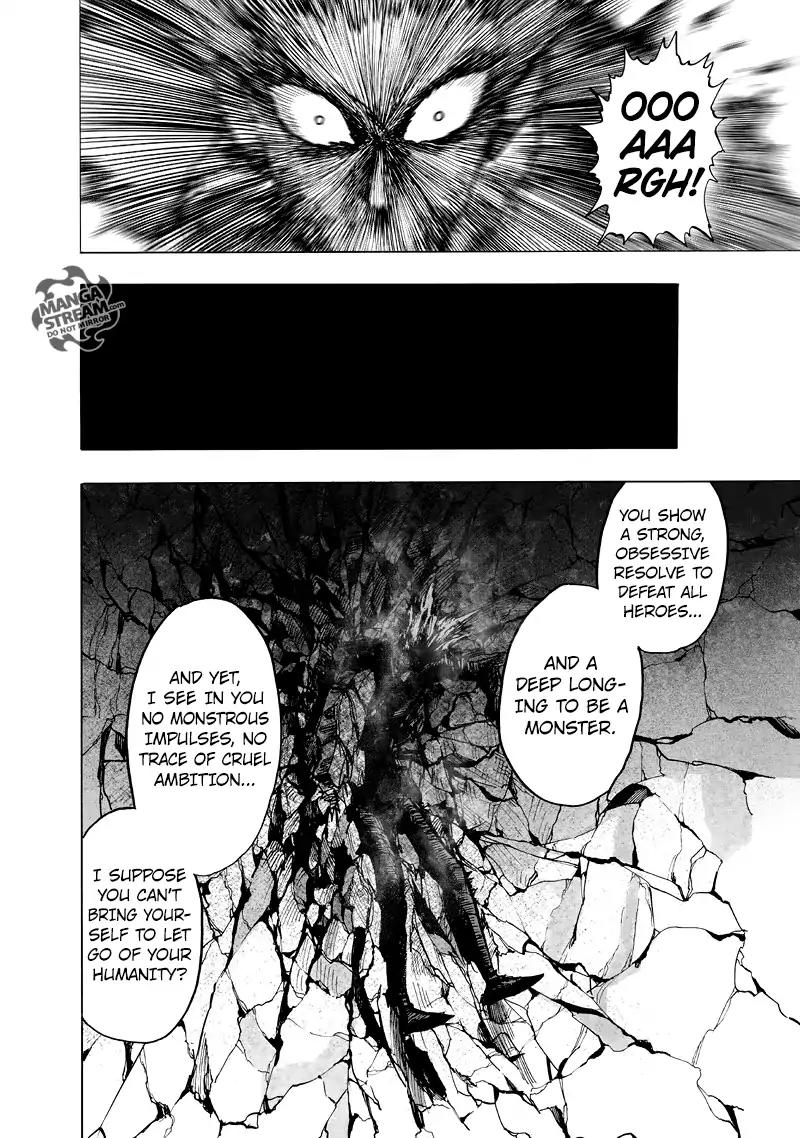 OOO
AAA
RGH!
MANGA
STREAM.com
DO NOT MIRROR
YOU SHOW
A STRONG,
OBSESSIVE
RESOLVE TO
DEFEAT ALL
HEROES...
AND A
DEEP LONG-
ING TO BE A
MONSTER.
AND YET,
I SEE IN YOU
NO MONSTROUS
IMPULSES, NO
TRACE OF CRUEL
AMBITION...
I SUPPOSE
YOU CAN'T
BRING YOUR-
SELF TO LET
GO OF YOUR
HUMANITY?